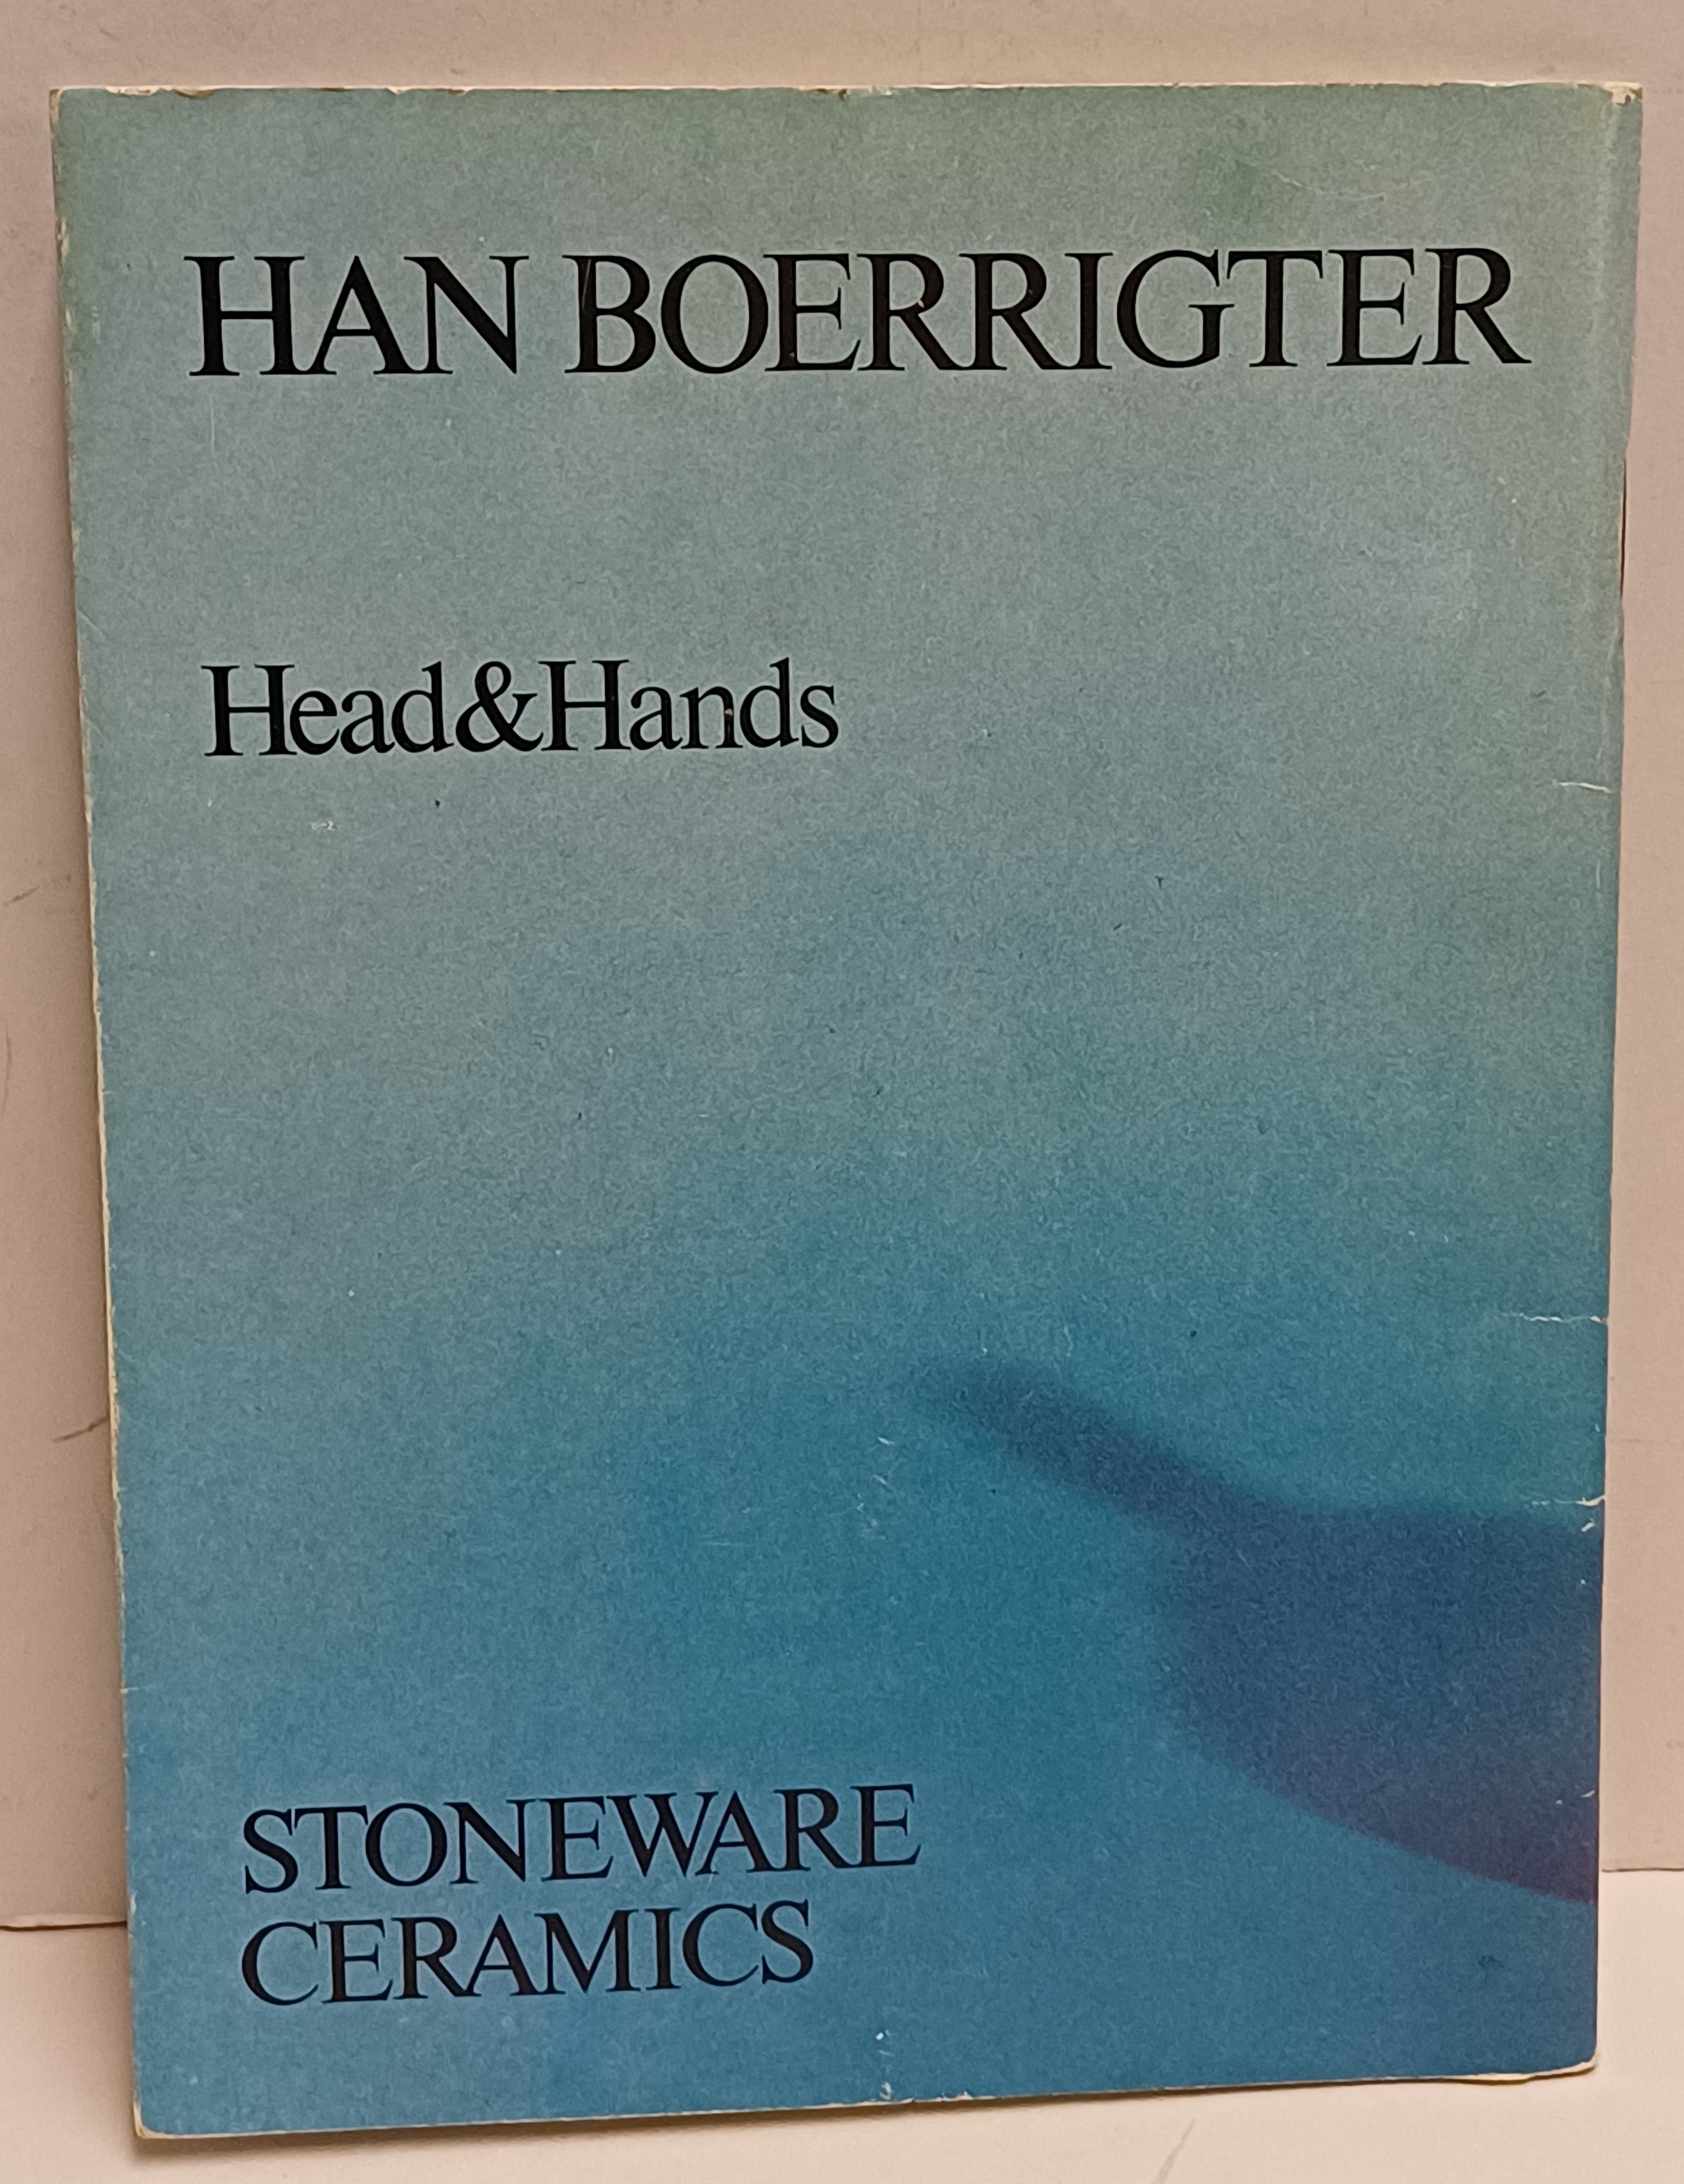 HAN BOERRIGTER
Head&Hands
STONEWARE
CERAMICS